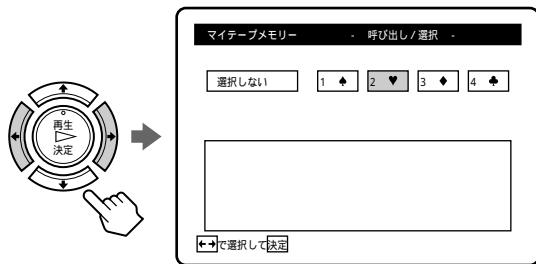 マイテープメモリー - 呼び出し / 選択 -
選択しない 1 ♠ 2 ♥ 3 ♦ 4 ♣
再生
決定
←→で選択して決定